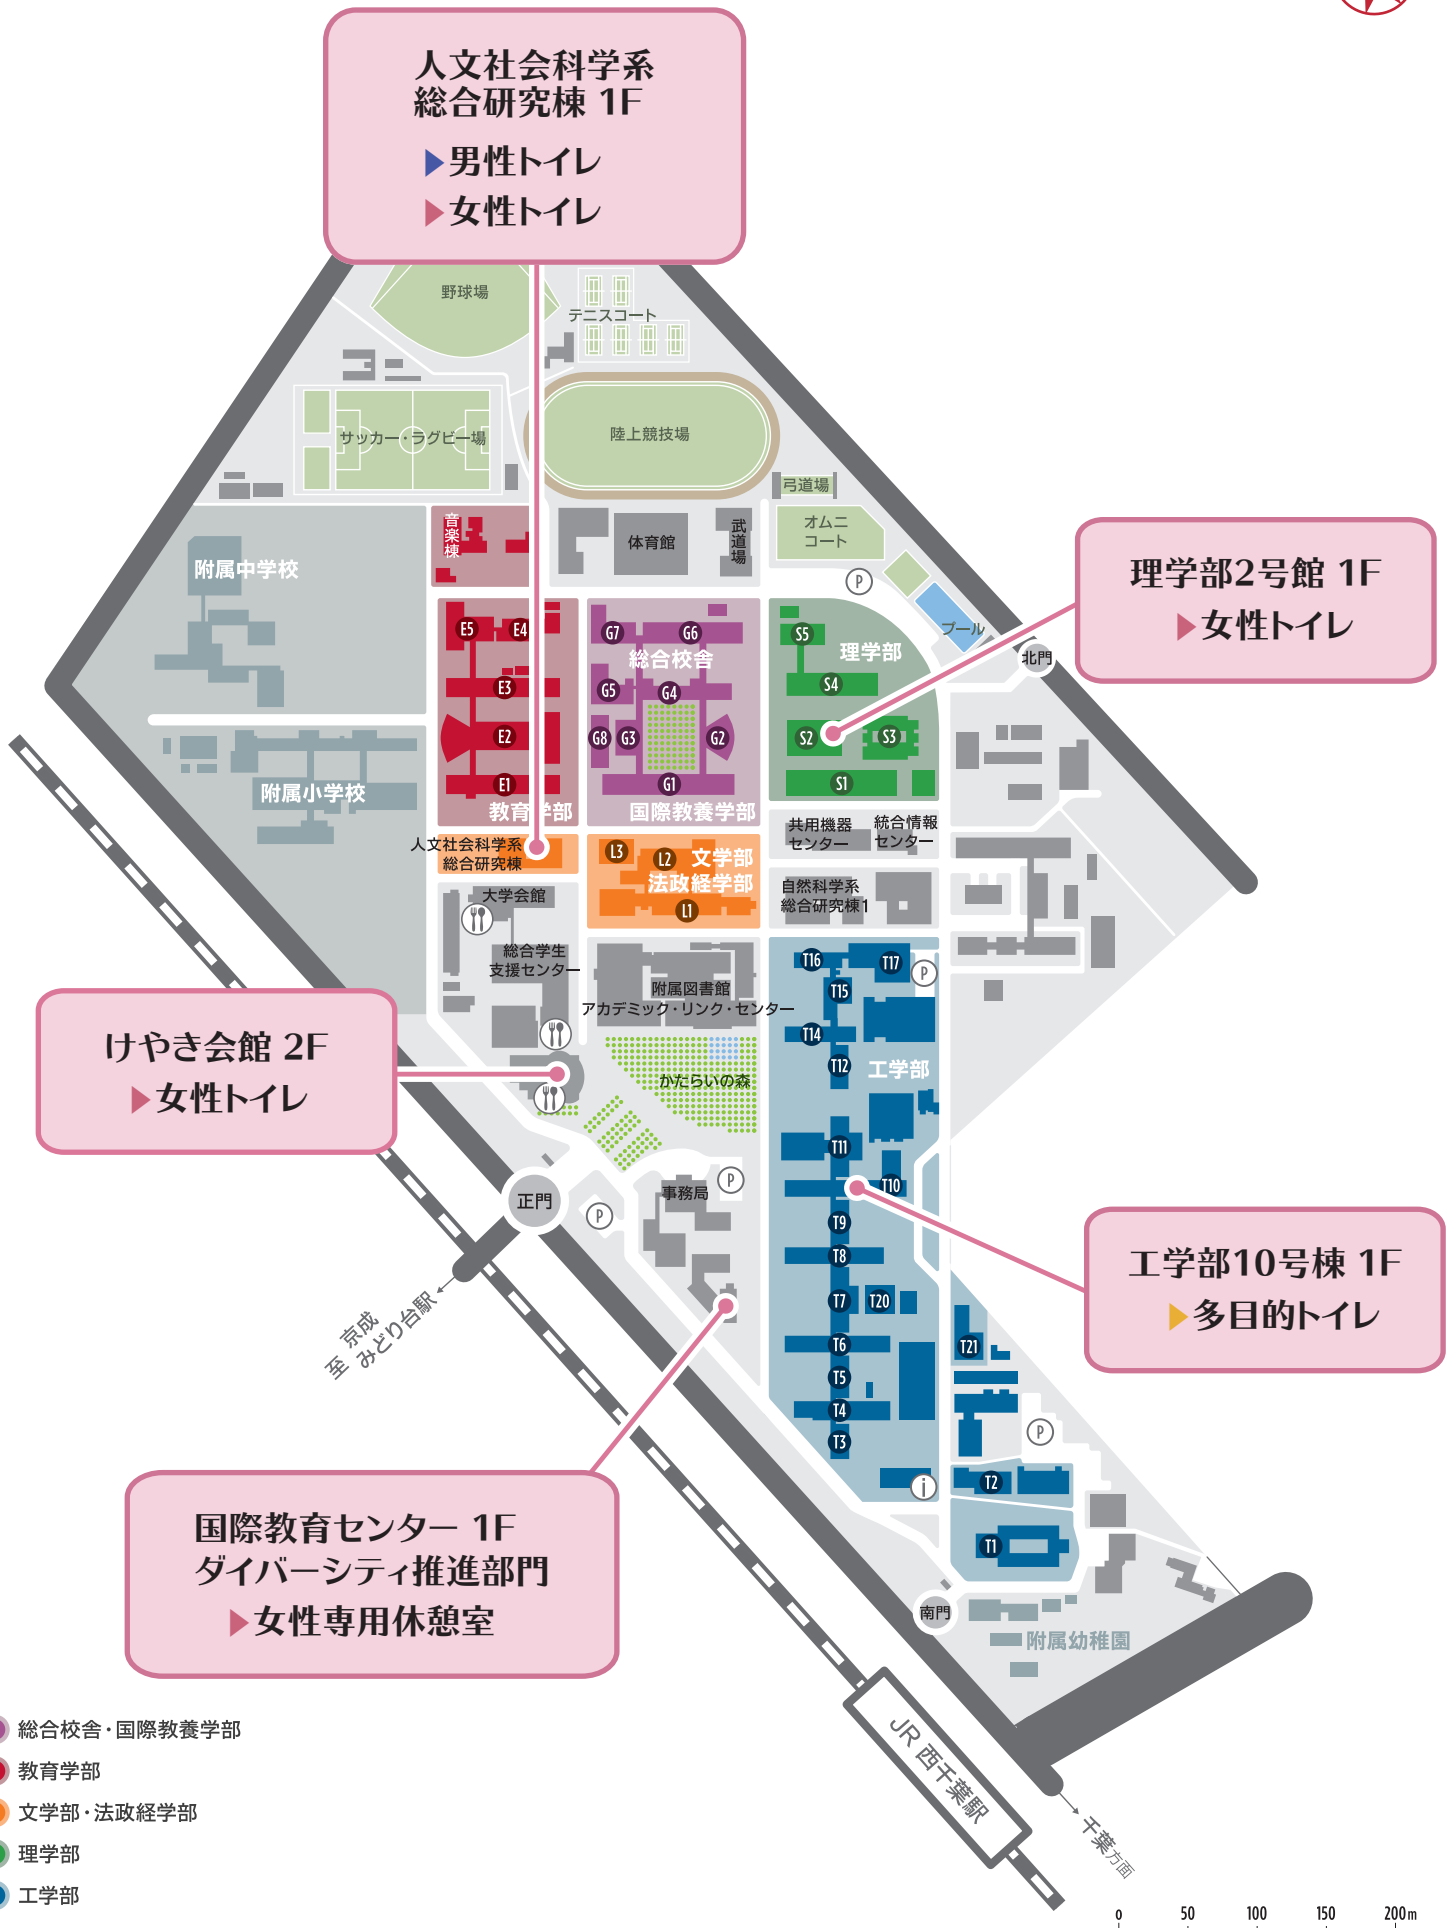 人文社会科学系
総合研究棟 1F
▶男性トイレ
▶女性トイレ
野球場
テニスコート
サッカー・ラグビー場
陸上競技場
弓道場
オムニ
コート
音楽棟
体育館
武道場
P
プール
北門
理学部2号館 1F
▶女性トイレ
附属中学校
附属小学校
E5
E4
E3
E2
E1
教育学部
G7
G6
総合校舎
G5
G4
G8
G3
G2
G1
国際教養学部
S5
理学部
S4
S2
S3
S1
人文社会科学系
総合研究棟
L3
L2
文学部
法政経学部
L1
共用機器
センター
統合情報
センター
自然科学系
総合研究棟1
大学会館
総合学生
支援センター
附属図書館
アカデミック・リンク・センター
かたらいの森
けやき会館 2F
▶女性トイレ
T16
T17
P
T15
T14
T12
工学部
T11
T10
T9
T8
T7
T20
T6
T5
T4
T3
T21
T2
T1
P
i
工学部10号棟 1F
▶多目的トイレ
正門
P
P
事務局
至 京成
みどり台駅
国際教育センター 1F
ダイバーシティ推進部門
▶女性専用休憩室
南門
附属幼稚園
JR 西千葉駅
千葉方面
総合校舎・国際教養学部
教育学部
文学部・法政経学部
理学部
工学部
0 50 100 150 200m